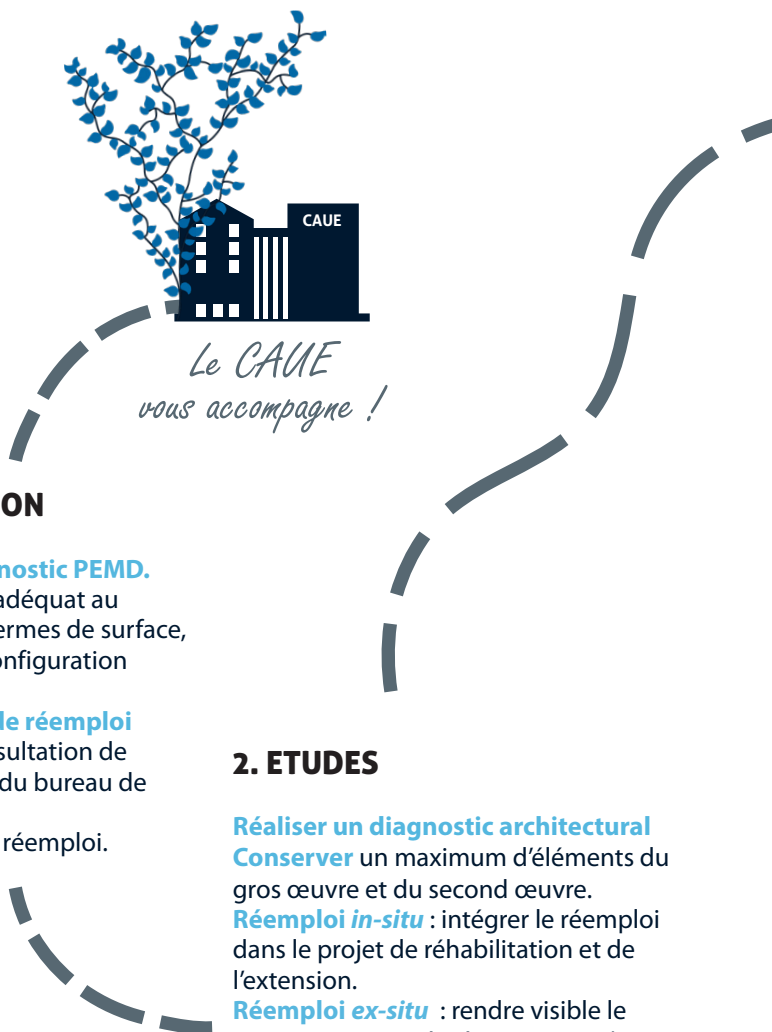 CAUE
Le CAUE
vous accompagne !
ON
nostic PEMD.
adéquat au
ermes de surface,
onfiguration
le réemploi
sultation de
du bureau de
réemploi.
2. ETUDES
Réaliser un diagnostic architectural
Conserver un maximum d’éléments du
gros œuvre et du second œuvre.
Réemploi in-situ : intégrer le réemploi
dans le projet de réhabilitation et de
l’extension.
Réemploi ex-situ : rendre visible le